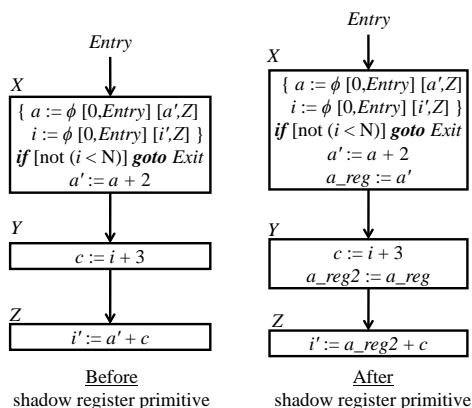 Entry
X
{ a := ϕ [0,Entry] [a',Z]
i := ϕ [0,Entry] [i',Z] }
if [not (i < N)] goto Exit
a' := a + 2
Y
c := i + 3
Z
i' := a' + c
Before
shadow register primitive
Entry
X
{ a := ϕ [0,Entry] [a',Z]
i := ϕ [0,Entry] [i',Z] }
if [not (i < N)] goto Exit
a' := a + 2
a_reg := a'
Y
c := i + 3
a_reg2 := a_reg
Z
i' := a_reg2 + c
After
shadow register primitive